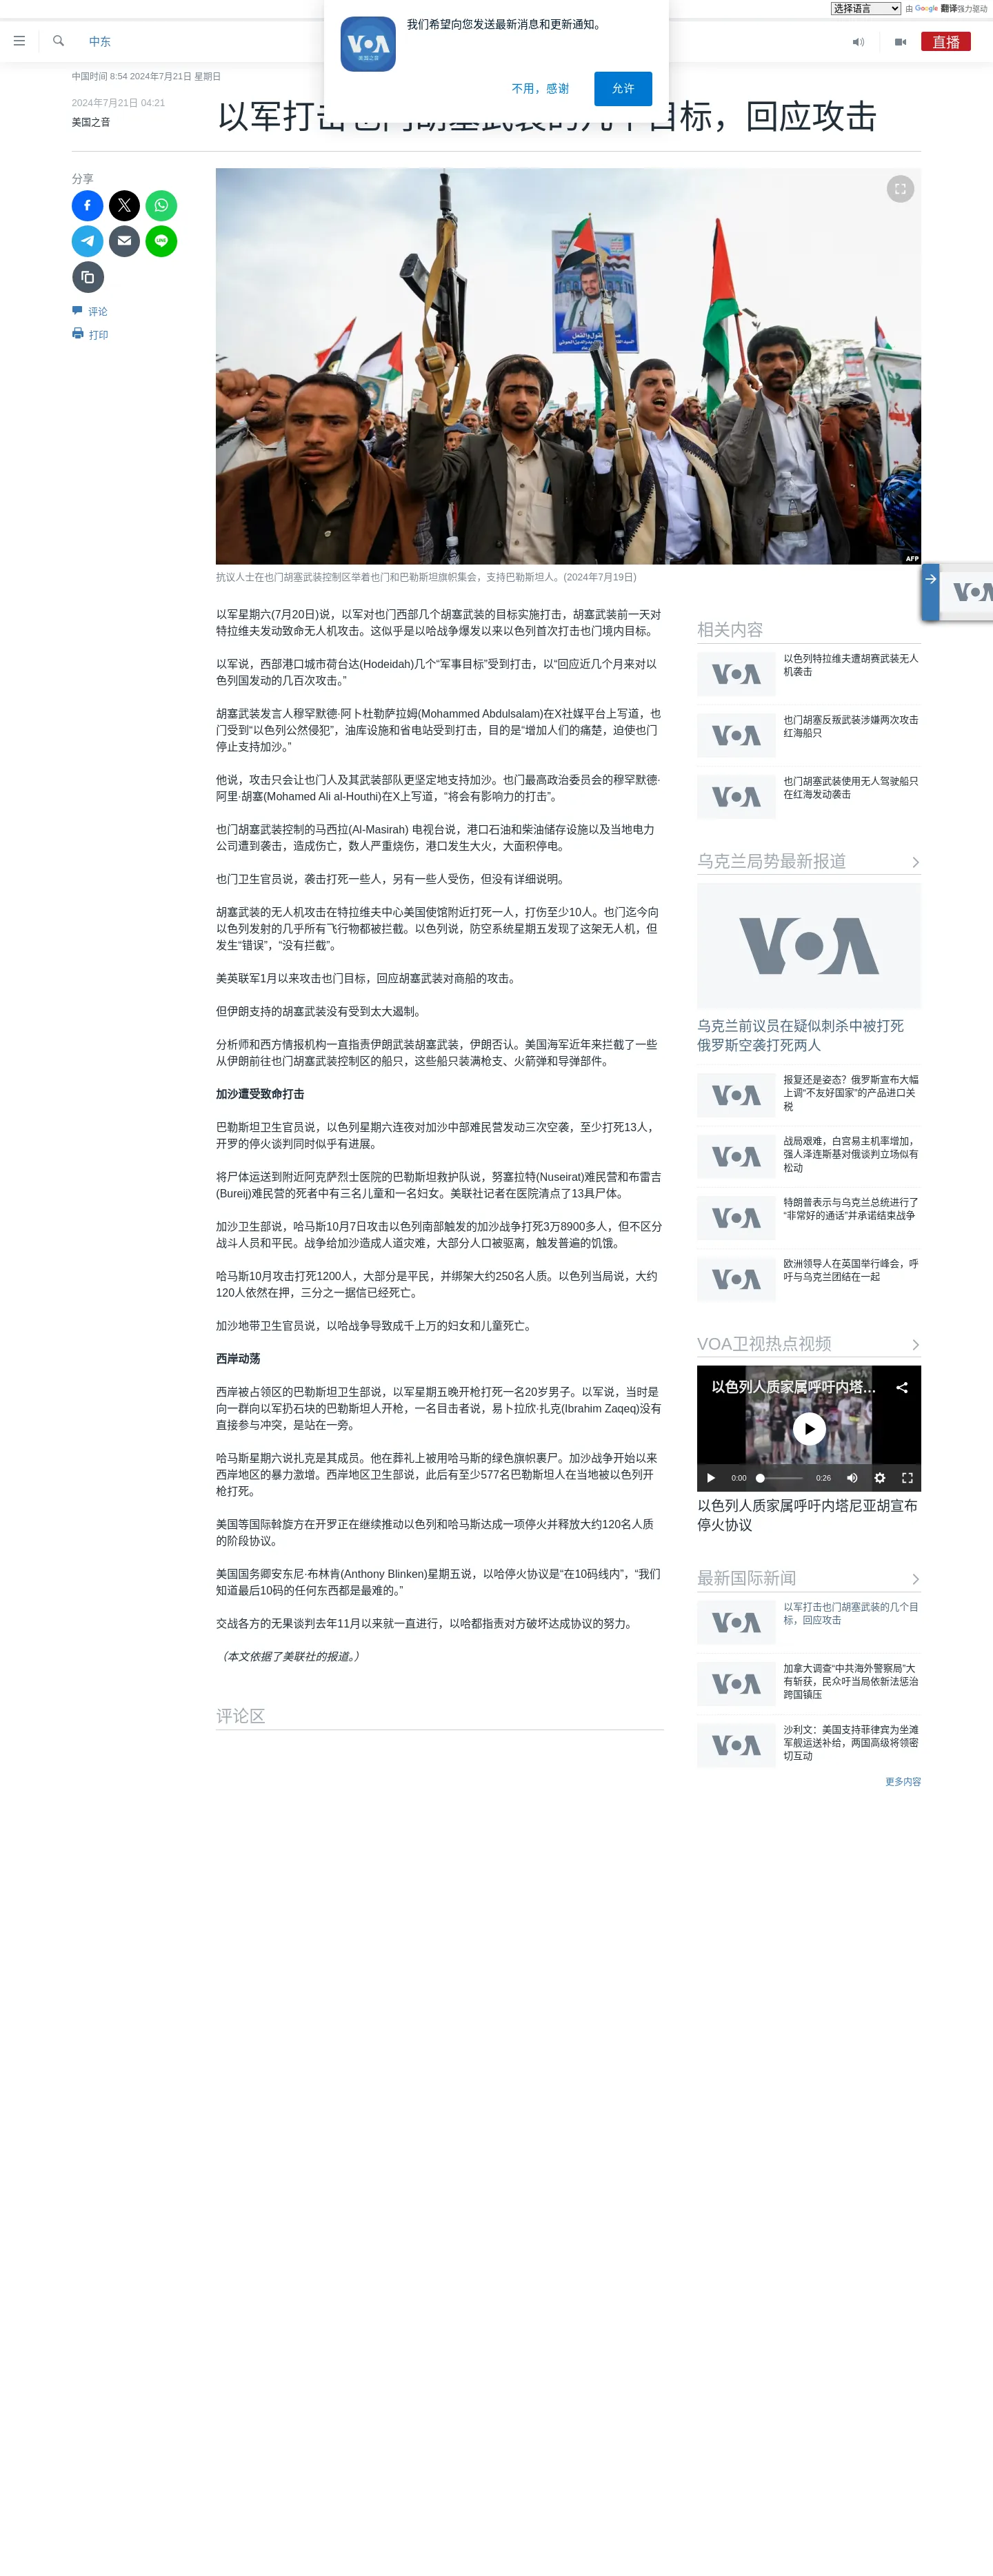 选择语言 由 Google 翻译强力驱动
我们希望向您发送最新消息和更新通知。
VOA
美国之音
不用，感谢
允许
中东
直播
中国时间 8:54 2024年7月21日 星期日
2024年7月21日 04:21
美国之音
以军打击也门胡塞武装的几个目标，回应攻击
分享
评论
打印
AFP
抗议人士在也门胡塞武装控制区举着也门和巴勒斯坦旗帜集会，支持巴勒斯坦人。(2024年7月19日)
以军星期六(7月20日)说，以军对也门西部几个胡塞武装的目标实施打击，胡塞武装前一天对
特拉维夫发动致命无人机攻击。这似乎是以哈战争爆发以来以色列首次打击也门境内目标。
以军说，西部港口城市荷台达(Hodeidah)几个“军事目标”受到打击，以“回应近几个月来对以
色列国发动的几百次攻击。”
胡塞武装发言人穆罕默德·阿卜杜勒萨拉姆(Mohammed Abdulsalam)在X社媒平台上写道，也
门受到“以色列公然侵犯”，油库设施和省电站受到打击，目的是“增加人们的痛楚，迫使也门
停止支持加沙。”
他说，攻击只会让也门人及其武装部队更坚定地支持加沙。也门最高政治委员会的穆罕默德·
阿里·胡塞(Mohamed Ali al-Houthi)在X上写道，“将会有影响力的打击”。
也门胡塞武装控制的马西拉(Al-Masirah) 电视台说，港口石油和柴油储存设施以及当地电力
公司遭到袭击，造成伤亡，数人严重烧伤，港口发生大火，大面积停电。
也门卫生官员说，袭击打死一些人，另有一些人受伤，但没有详细说明。
胡塞武装的无人机攻击在特拉维夫中心美国使馆附近打死一人，打伤至少10人。也门迄今向
以色列发射的几乎所有飞行物都被拦截。以色列说，防空系统星期五发现了这架无人机，但
发生“错误”，“没有拦截”。
美英联军1月以来攻击也门目标，回应胡塞武装对商船的攻击。
但伊朗支持的胡塞武装没有受到太大遏制。
分析师和西方情报机构一直指责伊朗武装胡塞武装，伊朗否认。美国海军近年来拦截了一些
从伊朗前往也门胡塞武装控制区的船只，这些船只装满枪支、火箭弹和导弹部件。
加沙遭受致命打击
巴勒斯坦卫生官员说，以色列星期六连夜对加沙中部难民营发动三次空袭，至少打死13人，
开罗的停火谈判同时似乎有进展。
将尸体运送到附近阿克萨烈士医院的巴勒斯坦救护队说，努塞拉特(Nuseirat)难民营和布雷吉
(Bureij)难民营的死者中有三名儿童和一名妇女。美联社记者在医院清点了13具尸体。
加沙卫生部说，哈马斯10月7日攻击以色列南部触发的加沙战争打死3万8900多人，但不区分
战斗人员和平民。战争给加沙造成人道灾难，大部分人口被驱离，触发普遍的饥饿。
哈马斯10月攻击打死1200人，大部分是平民，并绑架大约250名人质。以色列当局说，大约
120人依然在押，三分之一据信已经死亡。
加沙地带卫生官员说，以哈战争导致成千上万的妇女和儿童死亡。
西岸动荡
西岸被占领区的巴勒斯坦卫生部说，以军星期五晚开枪打死一名20岁男子。以军说，当时是
向一群向以军扔石块的巴勒斯坦人开枪，一名目击者说，易卜拉欣·扎克(Ibrahim Zaqeq)没有
直接参与冲突，是站在一旁。
哈马斯星期六说扎克是其成员。他在葬礼上被用哈马斯的绿色旗帜裹尸。加沙战争开始以来
西岸地区的暴力激增。西岸地区卫生部说，此后有至少577名巴勒斯坦人在当地被以色列开
枪打死。
美国等国际斡旋方在开罗正在继续推动以色列和哈马斯达成一项停火并释放大约120名人质
的阶段协议。
美国国务卿安东尼·布林肯(Anthony Blinken)星期五说，以哈停火协议是“在10码线内”，“我们
知道最后10码的任何东西都是最难的。”
交战各方的无果谈判去年11月以来就一直进行，以哈都指责对方破坏达成协议的努力。
（本文依据了美联社的报道。）
评论区
相关内容
VOA
以色列特拉维夫遭胡赛武装无人
机袭击
VOA
也门胡塞反叛武装涉嫌两次攻击
红海船只
VOA
也门胡塞武装使用无人驾驶船只
在红海发动袭击
乌克兰局势最新报道
VOA
乌克兰前议员在疑似刺杀中被打死
俄罗斯空袭打死两人
VOA
报复还是姿态？俄罗斯宣布大幅
上调“不友好国家”的产品进口关
税
VOA
战局艰难，白宫易主机率增加，
强人泽连斯基对俄谈判立场似有
松动
VOA
特朗普表示与乌克兰总统进行了
“非常好的通话”并承诺结束战争
VOA
欧洲领导人在英国举行峰会，呼
吁与乌克兰团结在一起
VOA卫视热点视频
以色列人质家属呼吁内塔...
0:00
0:26
以色列人质家属呼吁内塔尼亚胡宣布
停火协议
最新国际新闻
VOA
以军打击也门胡塞武装的几个目
标，回应攻击
VOA
加拿大调查“中共海外警察局”大
有斩获，民众吁当局依新法惩治
跨国镇压
VOA
沙利文：美国支持菲律宾为坐滩
军舰运送补给，两国高级将领密
切互动
更多内容